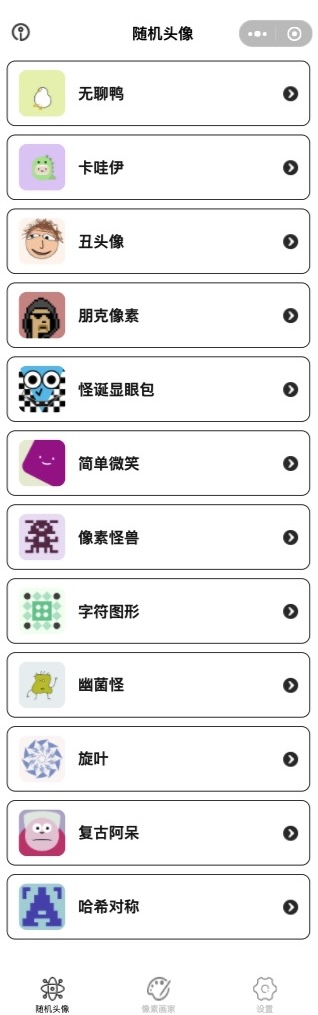 随机头像
无聊鸭
卡哇伊
丑头像
朋克像素
怪诞显眼包
简单微笑
像素怪兽
字符图形
幽菌怪
旋叶
复古阿呆
哈希对称
随机头像
像素画家
设置